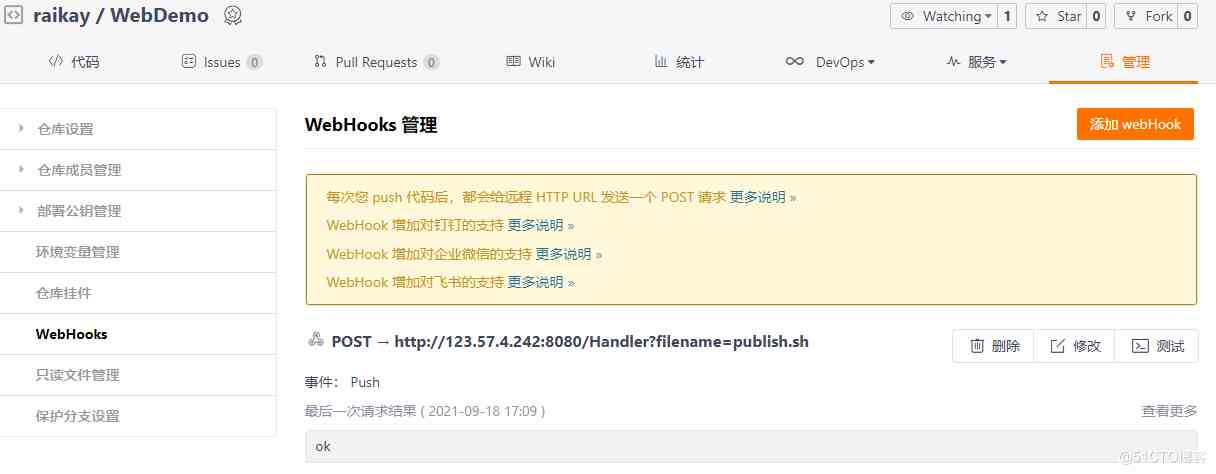 raikay / WebDemo
Watching 1 Star 0 Fork 0
代码 Issues 0 Pull Requests 0 Wiki 统计 DevOps 服务 管理
仓库设置
仓库成员管理
部署公钥管理
环境变量管理
仓库挂件
WebHooks
只读文件管理
保护分支设置
WebHooks 管理 添加 webHook
每次您 push 代码后，都会给远程 HTTP URL 发送一个 POST 请求 更多说明 »
WebHook 增加对钉钉的支持 更多说明 »
WebHook 增加对企业微信的支持 更多说明 »
WebHook 增加对飞书的支持 更多说明 »
POST → http://123.57.4.242:8080/Handler?filename=publish.sh 删除 修改 测试
事件： Push
最后一次请求结果 ( 2021-09-18 17:09 ) 查看更多
ok
@51CTO博客